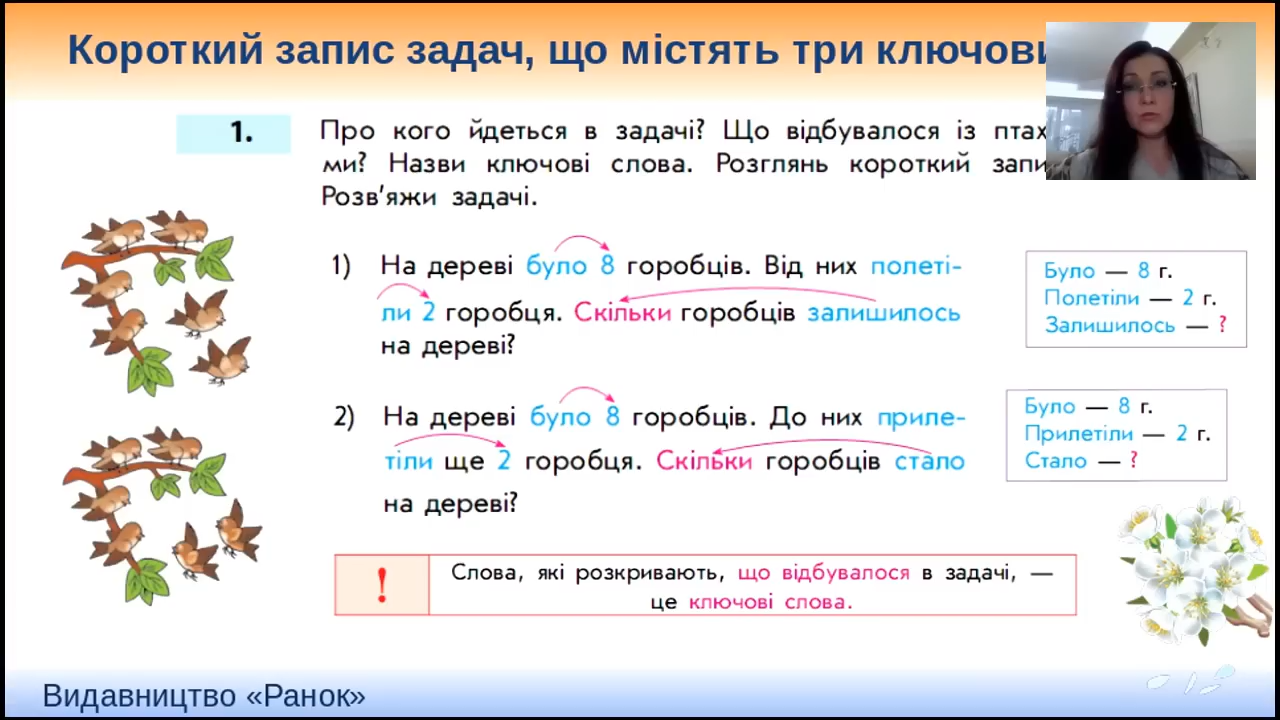 Короткий запис задач, що містять три ключови
1.
Про кого йдеться в задачі? Що відбувалося із птах
ми? Назви ключові слова. Розглянь короткий запи
Розв'яжи задачі.
1) На дереві було 8 горобців. Від них полеті-
ли 2 горобця. Скільки горобців залишилось
на дереві?
Було — 8 г.
Полетіли — 2 г.
Залишилось — ?
2) На дереві було 8 горобців. До них приле-
тіли ще 2 горобця. Скільки горобців стало
на дереві?
Було — 8 г.
Прилетіли — 2 г.
Стало — ?
! Слова, які розкривають, що відбувалося в задачі, —
це ключові слова.
Видавництво «Ранок»